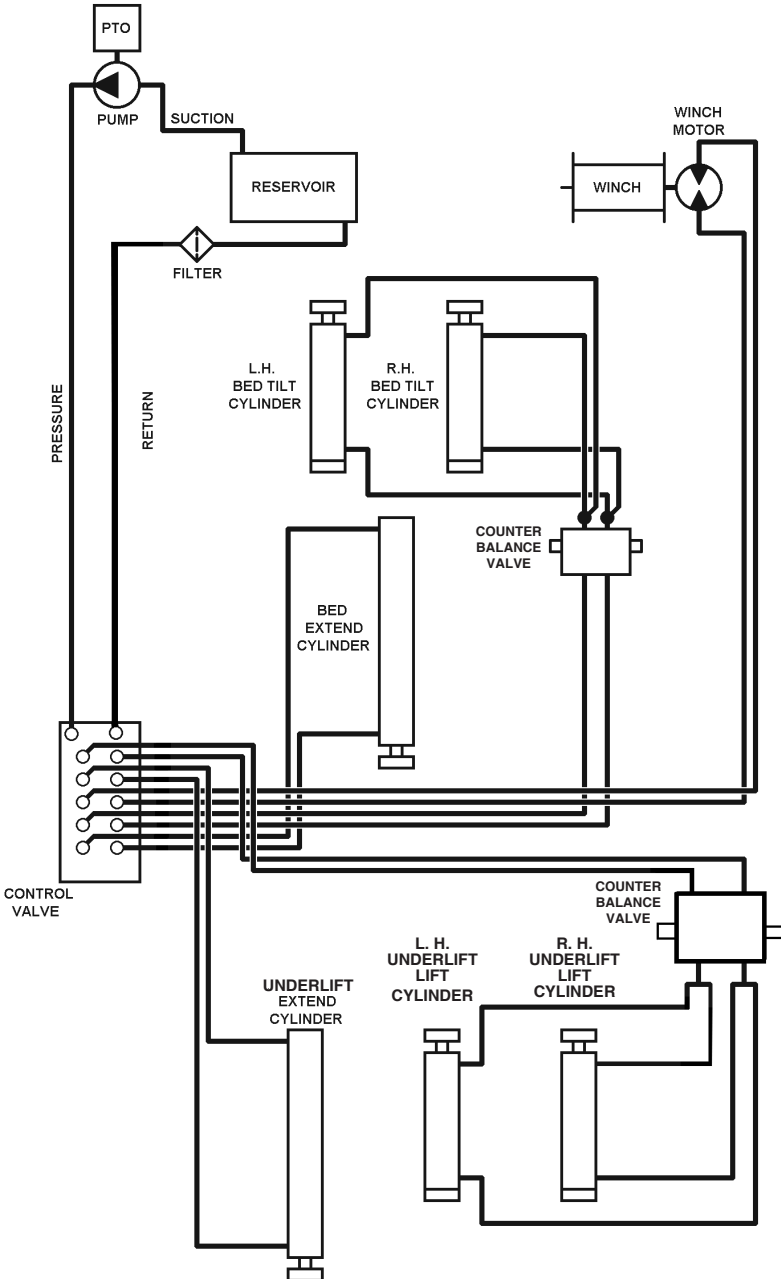 PTO
PUMP
SUCTION
RESERVOIR
FILTER
WINCH
MOTOR
WINCH
PRESSURE
RETURN
L.H.
BED TILT
CYLINDER
R.H.
BED TILT
CYLINDER
COUNTER
BALANCE
VALVE
BED
EXTEND
CYLINDER
CONTROL
VALVE
COUNTER
BALANCE
VALVE
L. H.
UNDERLIFT
LIFT
CYLINDER
R. H.
UNDERLIFT
LIFT
CYLINDER
UNDERLIFT
EXTEND
CYLINDER